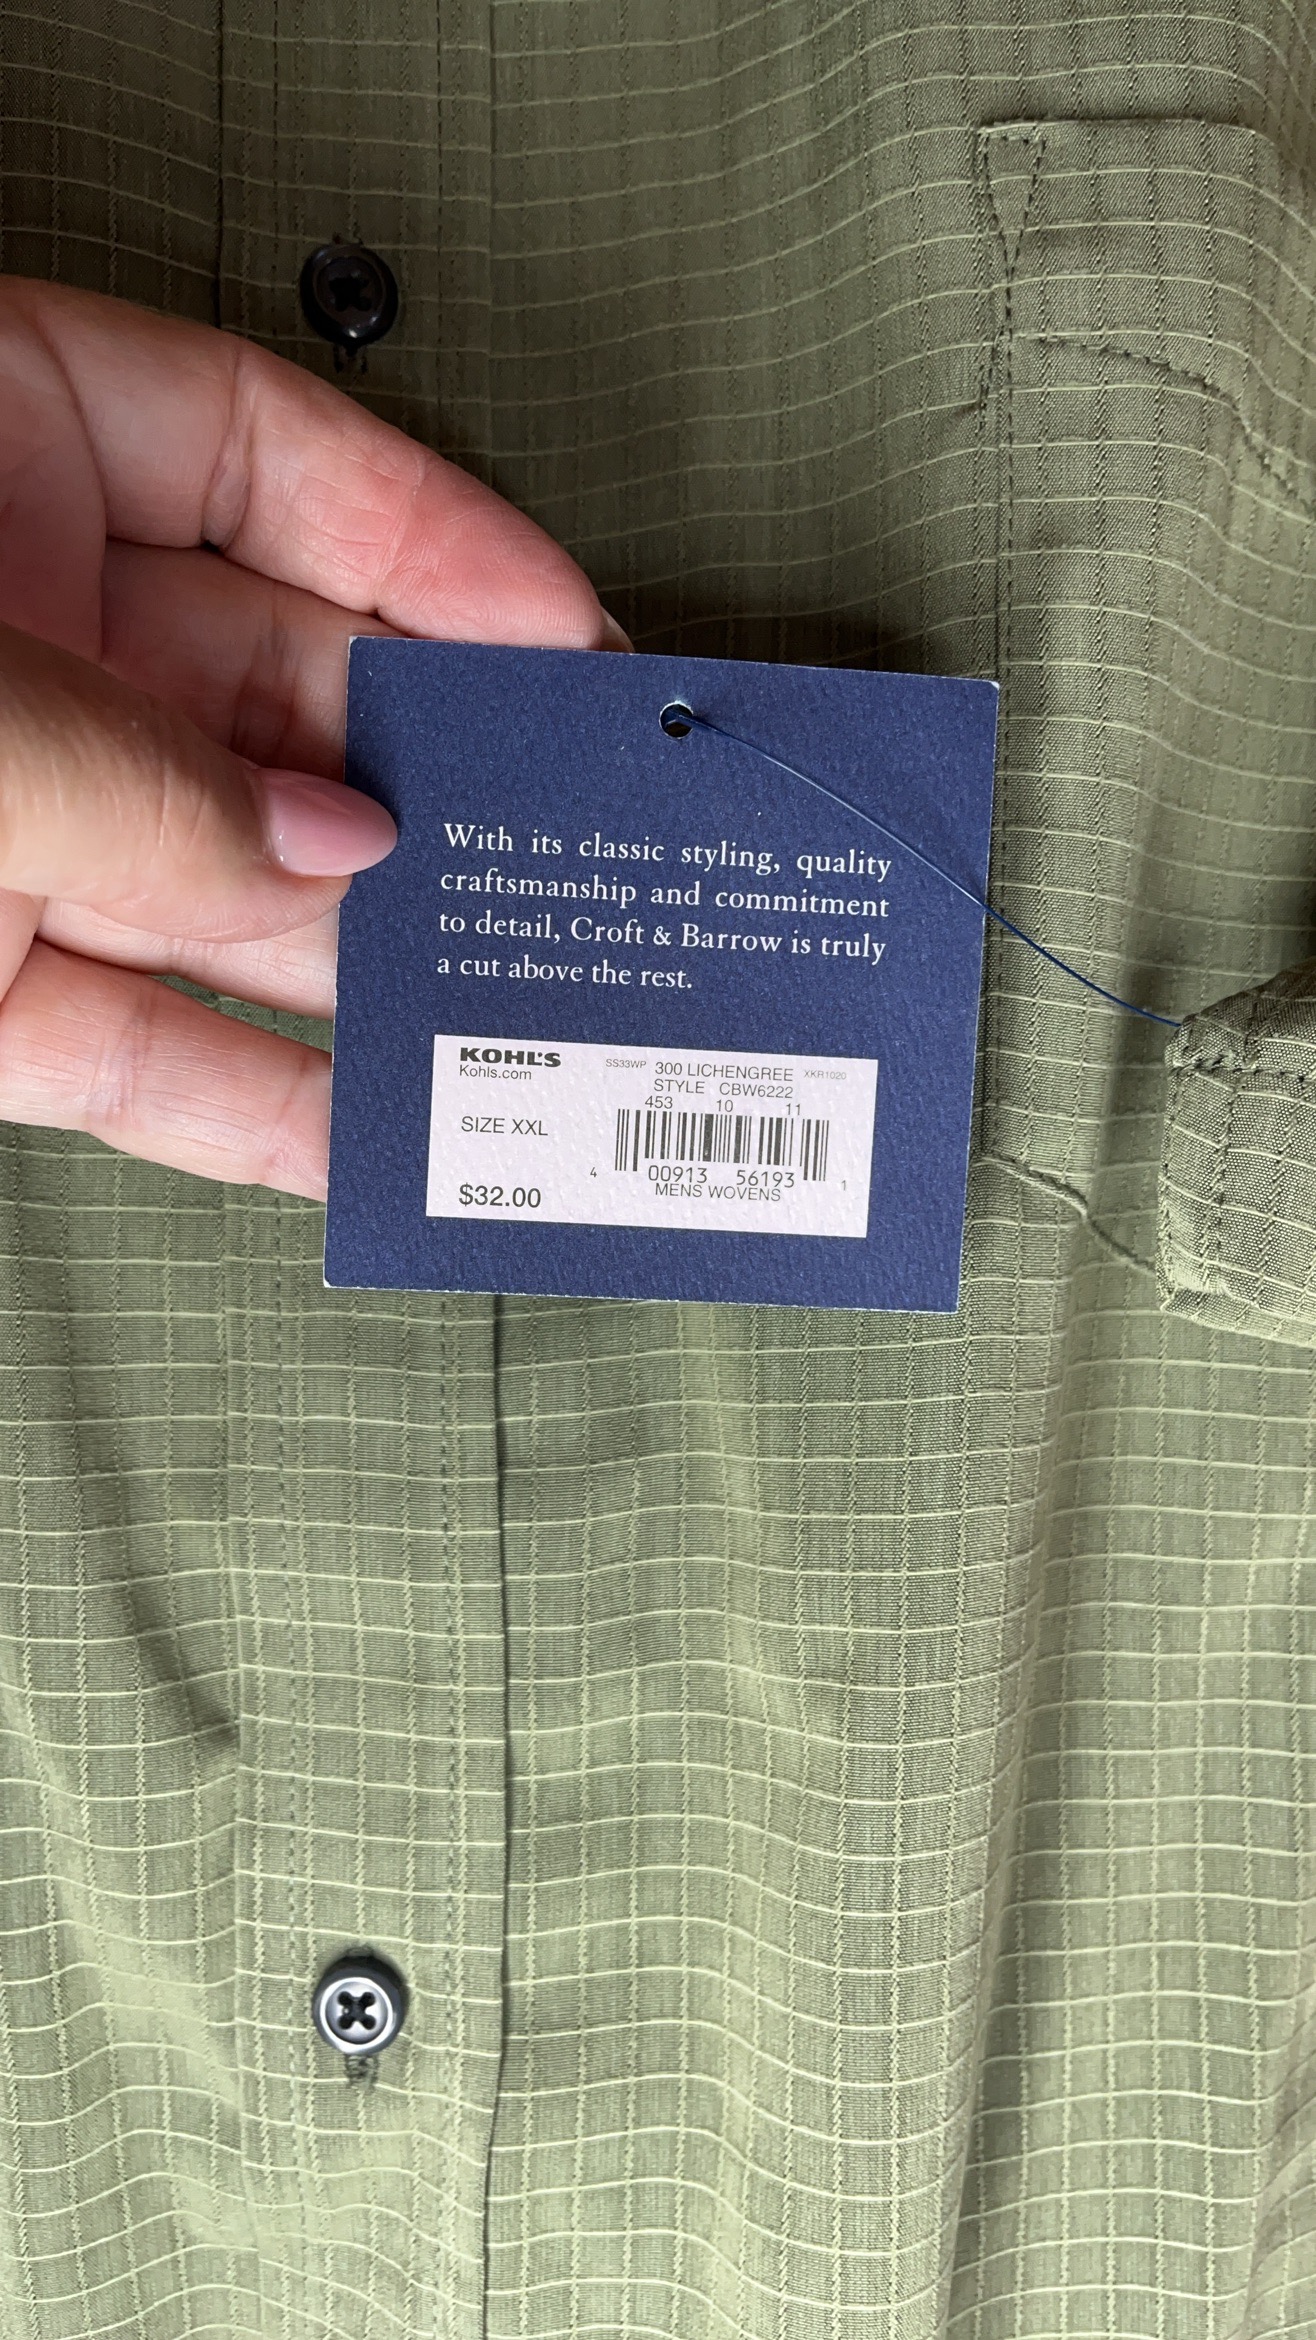 With its classic styling, quality
craftsmanship and commitment
to detail, Croft & Barrow is truly
a cut above the rest.
KOHL'S
Kohls.com
SS33WP 300 LICHENGREE XKR1020
STYLE CBW6222
453 10 11
SIZE XXL
4 00913 56193 1
MENS WOVENS
$32.00